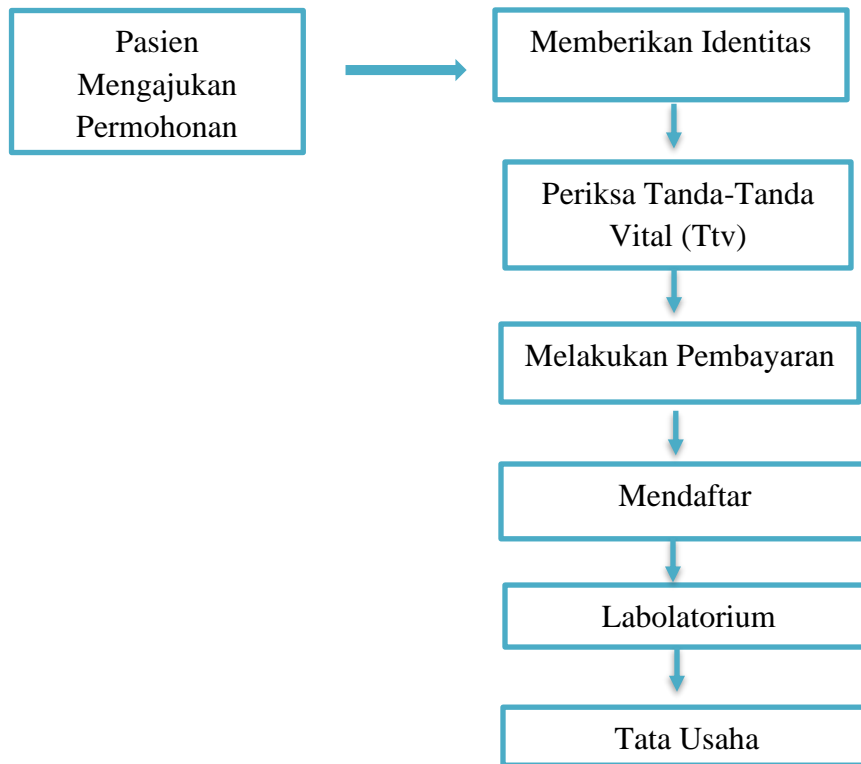 Pasien
Mengajukan
Permohonan
Memberikan Identitas
Periksa Tanda-Tanda
Vital (Ttv)
Melakukan Pembayaran
Mendaftar
Labolatorium
Tata Usaha